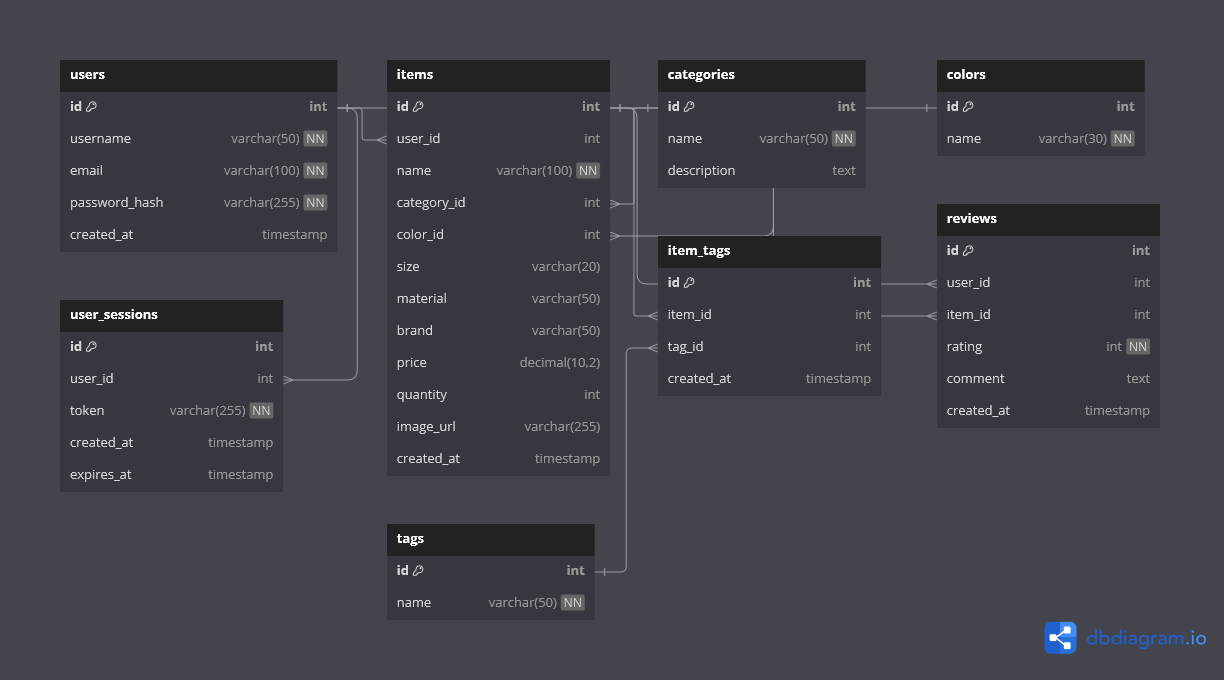 users
id int
username varchar(50) NN
email varchar(100) NN
password_hash varchar(255) NN
created_at timestamp
user_sessions
id int
user_id int
token varchar(255) NN
created_at timestamp
expires_at timestamp
items
id int
user_id int
name varchar(100) NN
category_id int
color_id int
size varchar(20)
material varchar(50)
brand varchar(50)
price decimal(10,2)
quantity int
image_url varchar(255)
created_at timestamp
tags
id int
name varchar(50) NN
categories
id int
name varchar(50) NN
description text
item_tags
id int
item_id int
tag_id int
created_at timestamp
colors
id int
name varchar(30) NN
reviews
id int
user_id int
item_id int
rating int NN
comment text
created_at timestamp
dbdiagram.io